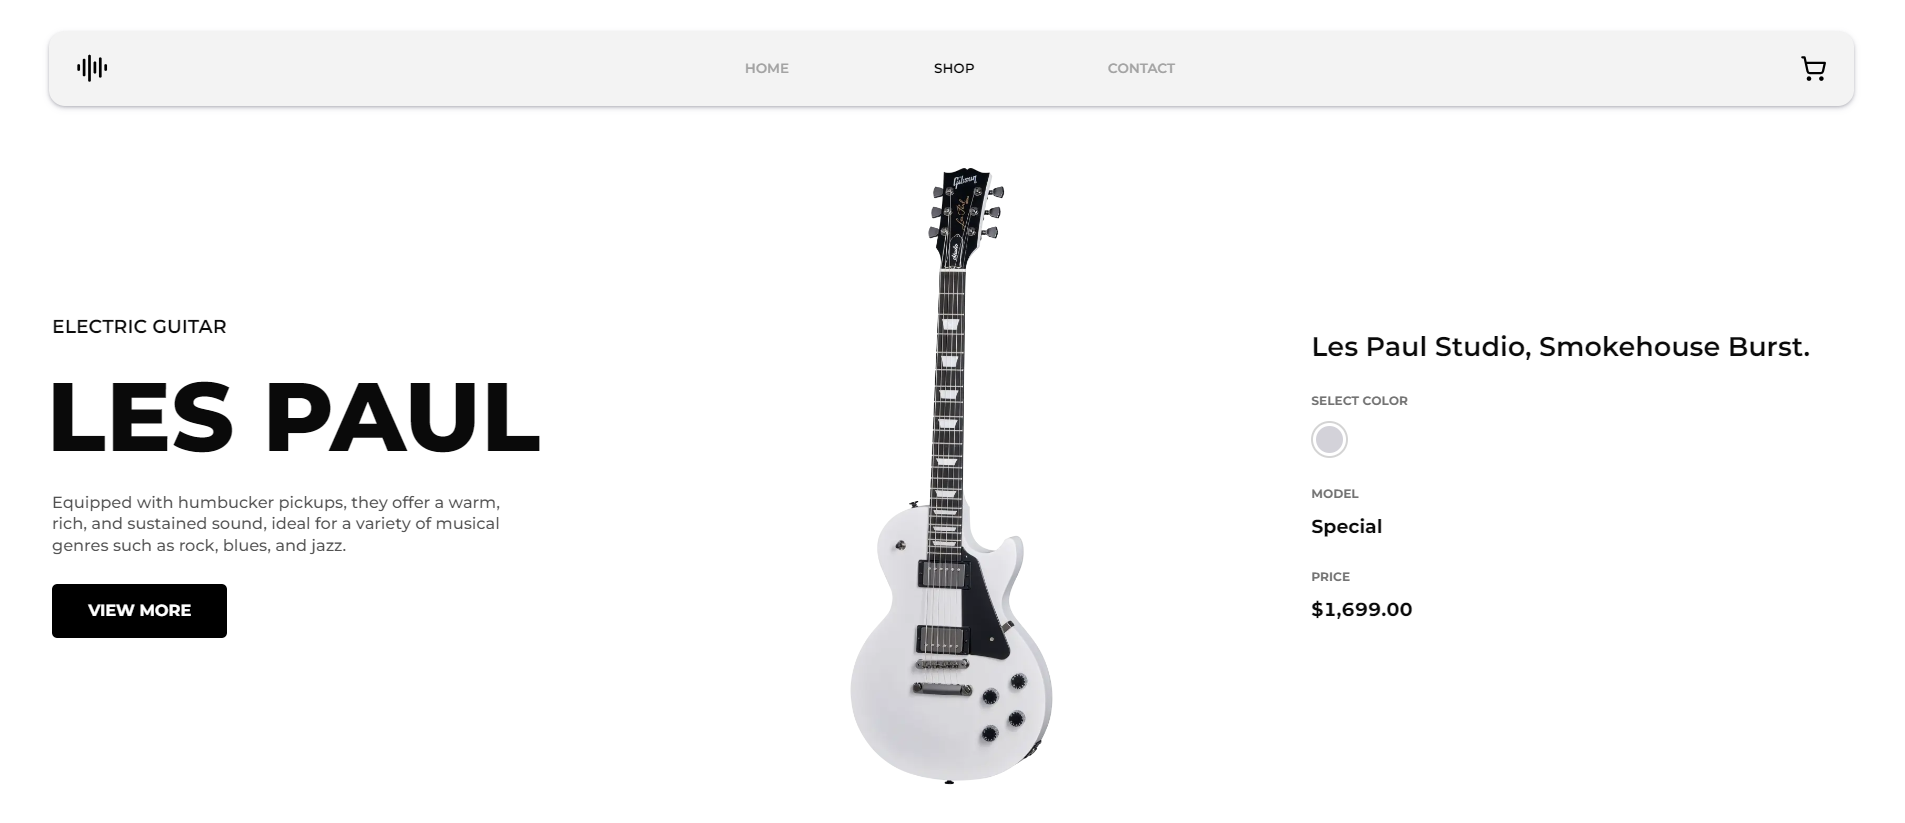 HOME
SHOP
CONTACT
Gibson
ELECTRIC GUITAR
LES PAUL
Equipped with humbucker pickups, they offer a warm,
rich, and sustained sound, ideal for a variety of musical
genres such as rock, blues, and jazz.
VIEW MORE
Les Paul Studio, Smokehouse Burst.
SELECT COLOR
MODEL
Special
PRICE
$1,699.00